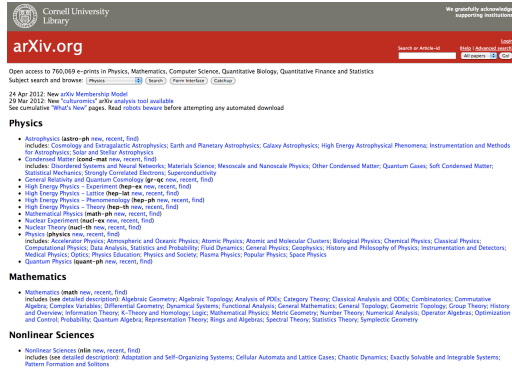 Cornell University
Library
We gratefully acknowledge
supporting institutions
arXiv.org
Login
Search or Article-id
(Help | Advanced search)
All papers
Go!
Open access to 760,069 e-prints in Physics, Mathematics, Computer Science, Quantitative Biology, Quantitative Finance and Statistics
Subject search and browse: Physics Search Form Interface Catchup
24 Apr 2012: New arXiv Membership Model
29 Mar 2012: New "culturomics" arXiv analysis tool available
See cumulative "What's New" pages. Read robots beware before attempting any automated download
Physics
• Astrophysics (astro-ph new, recent, find)
includes: Cosmology and Extragalactic Astrophysics; Earth and Planetary Astrophysics; Galaxy Astrophysics; High Energy Astrophysical Phenomena; Instrumentation and Methods
for Astrophysics; Solar and Stellar Astrophysics
• Condensed Matter (cond-mat new, recent, find)
includes: Disordered Systems and Neural Networks; Materials Science; Mesoscale and Nanoscale Physics; Other Condensed Matter; Quantum Gases; Soft Condensed Matter;
Statistical Mechanics; Strongly Correlated Electrons; Superconductivity
• General Relativity and Quantum Cosmology (gr-qc new, recent, find)
• High Energy Physics - Experiment (hep-ex new, recent, find)
• High Energy Physics - Lattice (hep-lat new, recent, find)
• High Energy Physics - Phenomenology (hep-ph new, recent, find)
• High Energy Physics - Theory (hep-th new, recent, find)
• Mathematical Physics (math-ph new, recent, find)
• Nuclear Experiment (nucl-ex new, recent, find)
• Nuclear Theory (nucl-th new, recent, find)
• Physics (physics new, recent, find)
includes: Accelerator Physics; Atmospheric and Oceanic Physics; Atomic Physics; Atomic and Molecular Clusters; Biological Physics; Chemical Physics; Classical Physics;
Computational Physics; Data Analysis, Statistics and Probability; Fluid Dynamics; General Physics; Geophysics; History and Philosophy of Physics; Instrumentation and Detectors;
Medical Physics; Optics; Physics Education; Physics and Society; Plasma Physics; Popular Physics; Space Physics
• Quantum Physics (quant-ph new, recent, find)
Mathematics
• Mathematics (math new, recent, find)
includes (see detailed description): Algebraic Geometry; Algebraic Topology; Analysis of PDEs; Category Theory; Classical Analysis and ODEs; Combinatorics; Commutative
Algebra; Complex Variables; Differential Geometry; Dynamical Systems; Functional Analysis; General Mathematics; General Topology; Geometric Topology; Group Theory; History
and Overview; Information Theory; K-Theory and Homology; Logic; Mathematical Physics; Metric Geometry; Number Theory; Numerical Analysis; Operator Algebras; Optimization
and Control; Probability; Quantum Algebra; Representation Theory; Rings and Algebras; Spectral Theory; Statistics Theory; Symplectic Geometry
Nonlinear Sciences
• Nonlinear Sciences (nlin new, recent, find)
includes (see detailed description): Adaptation and Self-Organizing Systems; Cellular Automata and Lattice Gases; Chaotic Dynamics; Exactly Solvable and Integrable Systems;
Pattern Formation and Solitons